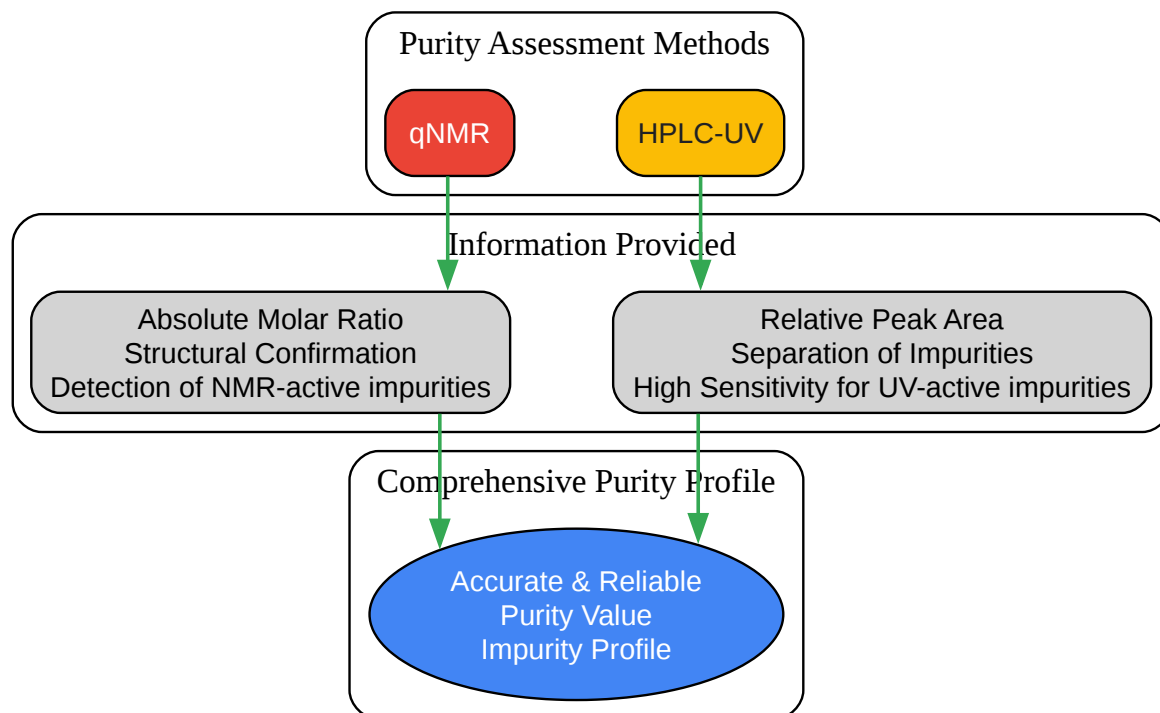 Purity Assessment Methods
qNMR
HPLC-UV
Information Provided
Absolute Molar Ratio
Structural Confirmation
Detection of NMR-active impurities
Relative Peak Area
Separation of Impurities
High Sensitivity for UV-active impurities
Comprehensive Purity Profile
Accurate & Reliable
Purity Value
Impurity Profile